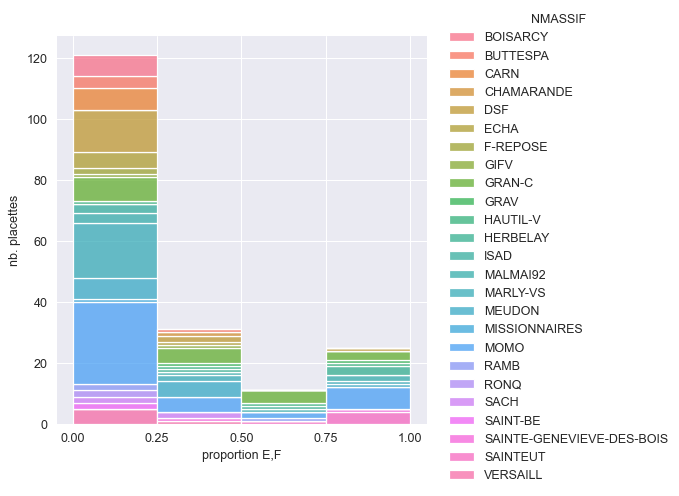 NMASSIF
BOISARCY
BUTTESPA
CARN
CHAMARANDE
DSF
ECHA
F-REPOSE
GIFV
GRAN-C
GRAV
HAUTIL-V
HERBELAY
ISAD
MALMAI92
MARLY-VS
MEUDON
MISSIONNAIRES
MOMO
RAMB
RONQ
SACH
SAINT-BE
SAINTE-GENEVIEVE-DES-BOIS
SAINTEUT
VERSAILL
nb. placettes
120
100
80
60
40
20
0
0.00 0.25 0.50 0.75 1.00
proportion E,F